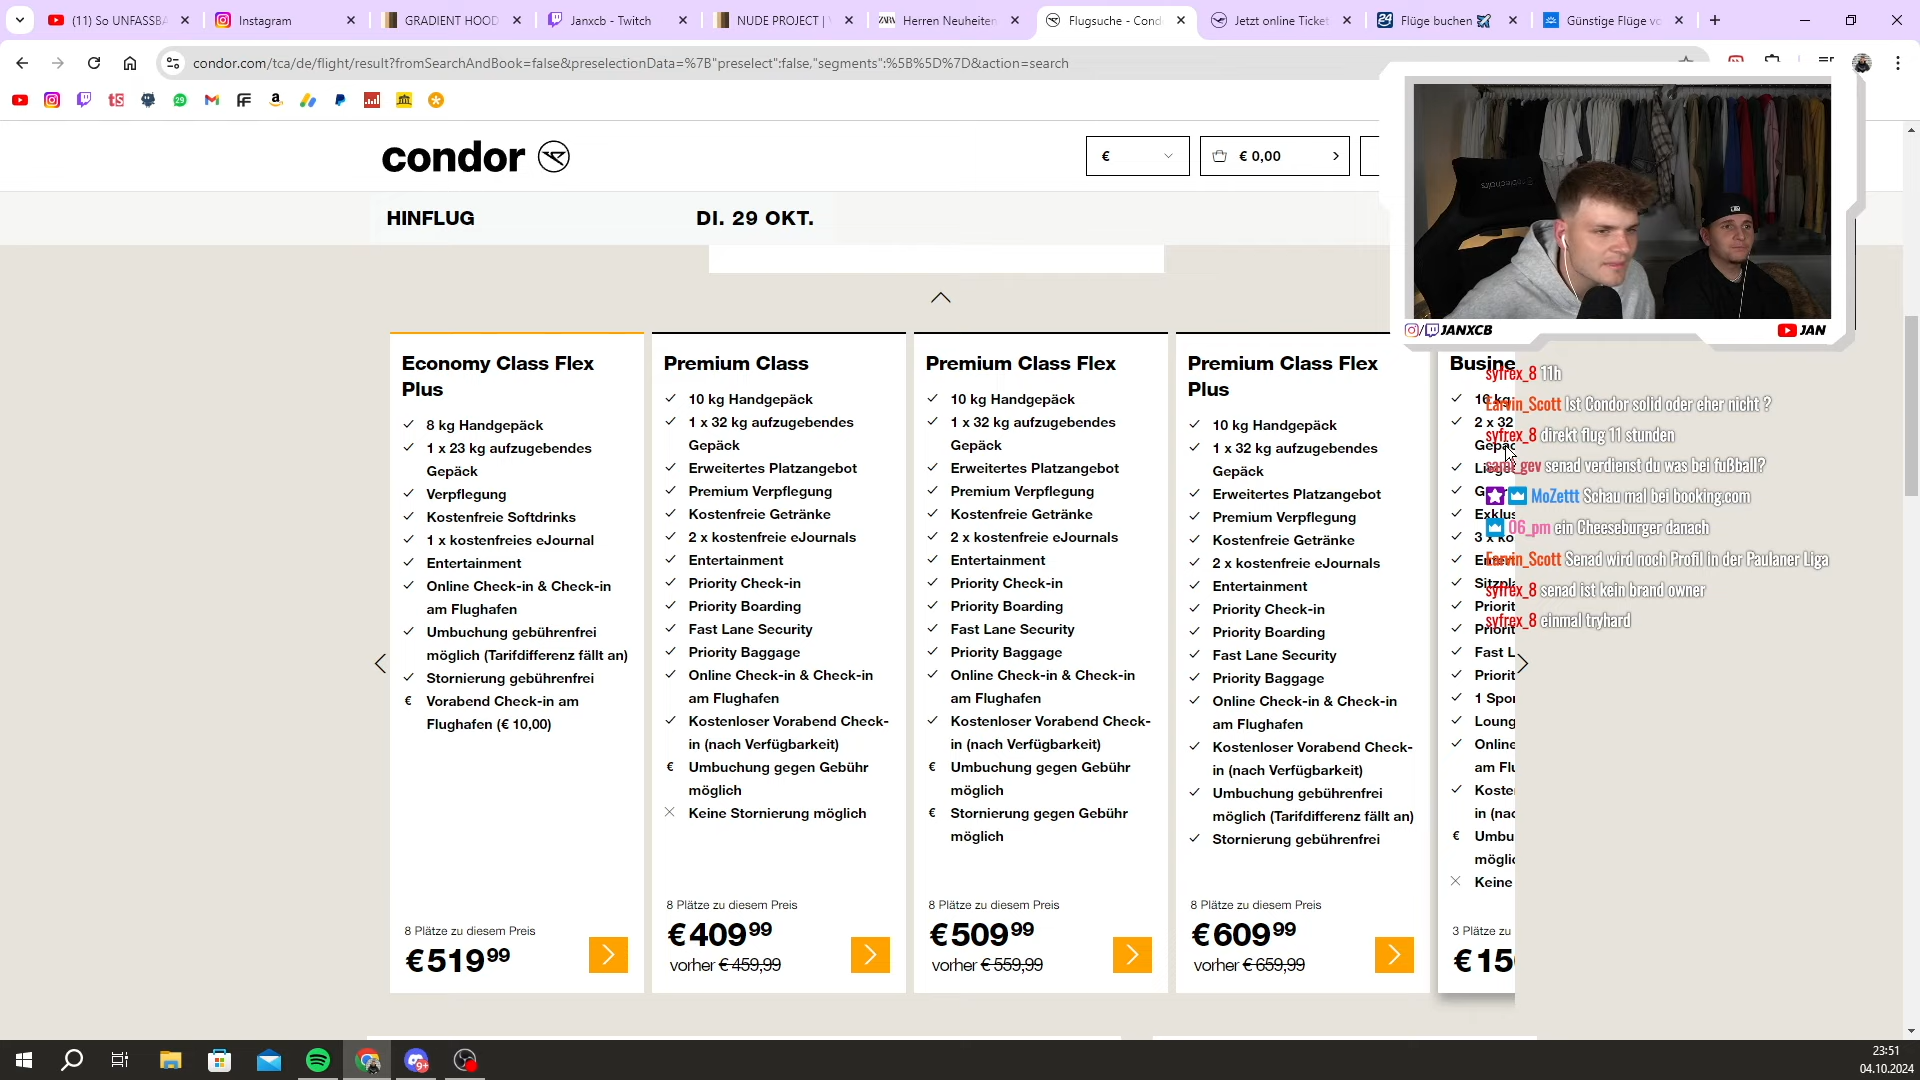 (11) So UNFASSBA
Instagram
GRADIENT HOOD
Janxcb - Twitch
NUDE PROJECT |
ZARA Herren Neuheiten
Flugsuche - Cond
Jetzt online Ticke
Flüge buchen
Günstige Flüge vo
condor.com/tca/de/flight/result?fromSearchAndBook=false&preselectionData=%7B"preselect":false,"segments":%5B%5D%7D&action=search
condor
€
€ 0,00
HINFLUG
DI. 29 OKT.
JANXCB
JAN
Economy Class Flex
Plus
8 kg Handgepäck
1 x 23 kg aufzugebendes
Gepäck
Verpflegung
Kostenfreie Softdrinks
1 x kostenfreies eJournal
Entertainment
Online Check-in & Check-in
am Flughafen
Umbuchung gebührenfrei
möglich (Tarifdifferenz fällt an)
Stornierung gebührenfrei
€ Vorabend Check-in am
Flughafen (€ 10,00)
8 Plätze zu diesem Preis
€519⁹⁹
Premium Class
10 kg Handgepäck
1 x 32 kg aufzugebendes
Gepäck
Erweitertes Platzangebot
Premium Verpflegung
Kostenfreie Getränke
2 x kostenfreie eJournals
Entertainment
Priority Check-in
Priority Boarding
Fast Lane Security
Priority Baggage
Online Check-in & Check-in
am Flughafen
Kostenloser Vorabend Check-
in (nach Verfügbarkeit)
€ Umbuchung gegen Gebühr
möglich
Keine Stornierung möglich
8 Plätze zu diesem Preis
€409⁹⁹
vorher € 459,99
Premium Class Flex
10 kg Handgepäck
1 x 32 kg aufzugebendes
Gepäck
Erweitertes Platzangebot
Premium Verpflegung
Kostenfreie Getränke
2 x kostenfreie eJournals
Entertainment
Priority Check-in
Priority Boarding
Fast Lane Security
Priority Baggage
Online Check-in & Check-in
am Flughafen
Kostenloser Vorabend Check-
in (nach Verfügbarkeit)
€ Umbuchung gegen Gebühr
möglich
€ Stornierung gegen Gebühr
möglich
8 Plätze zu diesem Preis
€509⁹⁹
vorher € 559,99
Premium Class Flex
Plus
10 kg Handgepäck
1 x 32 kg aufzugebendes
Gepäck
Erweitertes Platzangebot
Premium Verpflegung
Kostenfreie Getränke
2 x kostenfreie eJournals
Entertainment
Priority Check-in
Priority Boarding
Fast Lane Security
Priority Baggage
Online Check-in & Check-in
am Flughafen
Kostenloser Vorabend Check-
in (nach Verfügbarkeit)
Umbuchung gebührenfrei
möglich (Tarifdifferenz fällt an)
Stornierung gebührenfrei
8 Plätze zu diesem Preis
€609⁹⁹
vorher € 659,99
Busine
2 x 32
Gepäc
Exklus
Sitzpla
Priorit
Priorit
Fast L
Priorit
1 Spor
Loung
Online
am Flu
Koste
in (nac
€ Umbu
möglic
Keine
3 Plätze zu
€15
syfrex_8 11h
Earvin_Scott Ist Condor solid oder eher nicht ?
syfrex_8 direkt flug 11 stunden
sami_gev senad verdienst du was bei fußball?
MoZettt Schau mal bei booking.com
06_pm ein Cheeseburger danach
Earvin_Scott Senad wird noch Profil in der Paulaner Liga
syfrex_8 senad ist kein brand owner
syfrex_8 einmal tryhard
23:51
04.10.2024